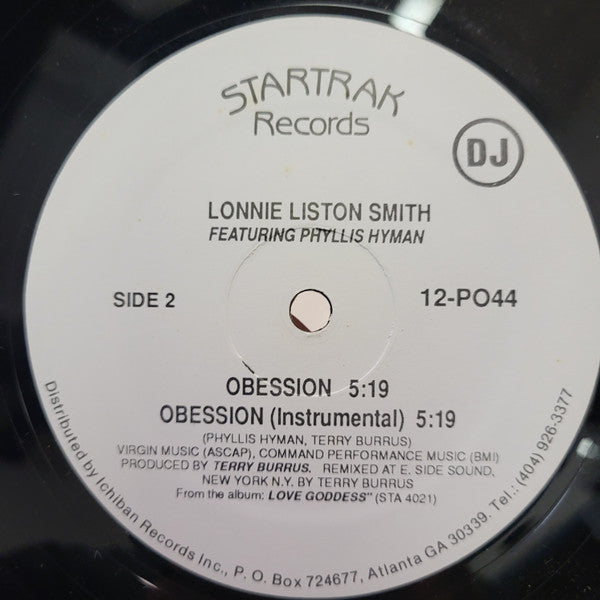 STARTRAK
Records
DJ
LONNIE LISTON SMITH
FEATURING PHYLLIS HYMAN
SIDE 2
12-PO44
OBESSION 5:19
OBESSION (Instrumental) 5:19
(PHYLLIS HYMAN, TERRY BURRUS)
VIRGIN MUSIC (ASCAP), COMMAND PERFORMANCE MUSIC (BMI)
PRODUCED BY TERRY BURRUS. REMIXED AT E. SIDE SOUND,
NEW YORK N.Y. BY TERRY BURRUS
From the album: LOVE GODDESS" (STA 4021)
Distributed by Ichiban Records Inc., P. O. Box 724677, Atlanta GA 30339. Tel.: (404) 926-3377